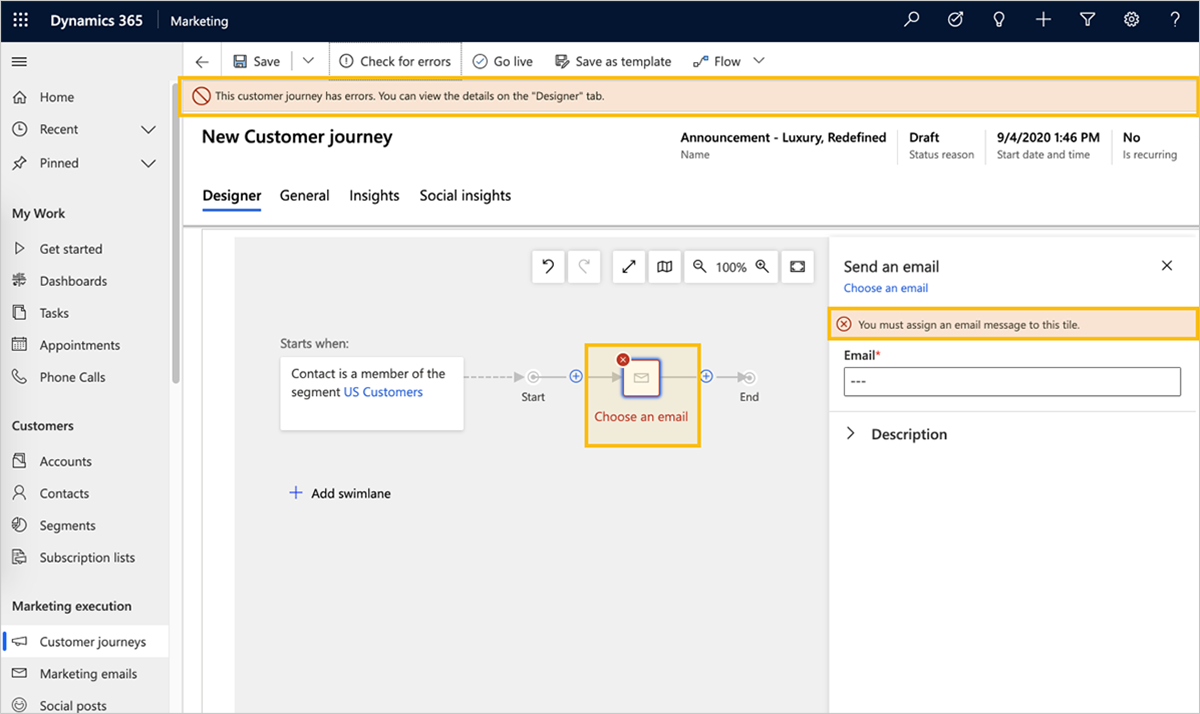 Dynamics 365 Marketing
Save Check for errors Go live Save as template Flow
This customer journey has errors. You can view the details on the "Designer" tab.
Home
Recent
Pinned
My Work
Get started
Dashboards
Tasks
Appointments
Phone Calls
Customers
Accounts
Contacts
Segments
Subscription lists
Marketing execution
Customer journeys
Marketing emails
Social posts
New Customer journey
Announcement - Luxury, Redefined
Name
Draft
Status reason
9/4/2020 1:46 PM
Start date and time
No
Is recurring
Designer General Insights Social insights
100%
Starts when:
Contact is a member of the
segment US Customers
Start
Choose an email
End
Add swimlane
Send an email
Choose an email
You must assign an email message to this tile.
Email*
---
Description